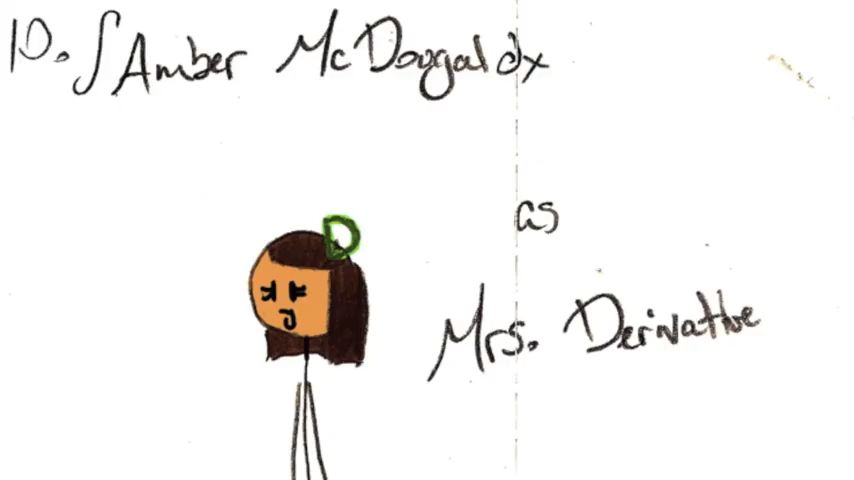 10. ∫Amber McDougal dx
as
D
Mrs. Derivative